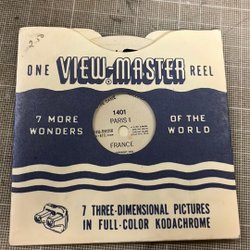 2.50
ONE VIEW-MASTER REEL
7 MORE WONDERS OF THE WORLD
1401
PARIS I
FRANCE
7 THREE-DIMENSIONAL PICTURES
IN FULL-COLOR KODACHROME